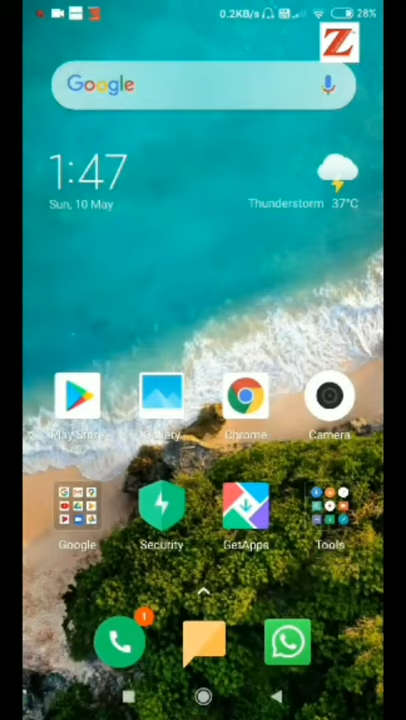 0.2KB/s 28%
Z
Google
1:47
Sun, 10 May
Thunderstorm 37°C
Play Store Gallery Chrome Camera
Google Security GetApps Tools
1